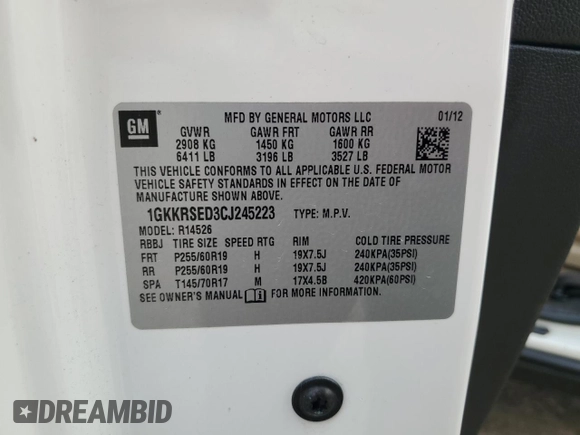 GM
MFD BY GENERAL MOTORS LLC 01/12
GVWR GAWR FRT GAWR RR
2908 KG 1450 KG 1600 KG
6411 LB 3196 LB 3527 LB
THIS VEHICLE CONFORMS TO ALL APPLICABLE U.S. FEDERAL MOTOR
VEHICLE SAFETY STANDARDS IN EFFECT ON THE DATE OF
MANUFACTURE SHOWN ABOVE.
1GKKRSED3CJ245223 TYPE: M.P.V.
MODEL: R14526
RBBJ TIRE SIZE SPEED RTG RIM COLD TIRE PRESSURE
FRT P255/60R19 H 19X7.5J 240KPA(35PSI)
RR P255/60R19 H 19X7.5J 240KPA(35PSI)
SPA T145/70R17 M 17X4.5B 420KPA(60PSI)
SEE OWNER'S MANUAL FOR MORE INFORMATION
DREAMBID